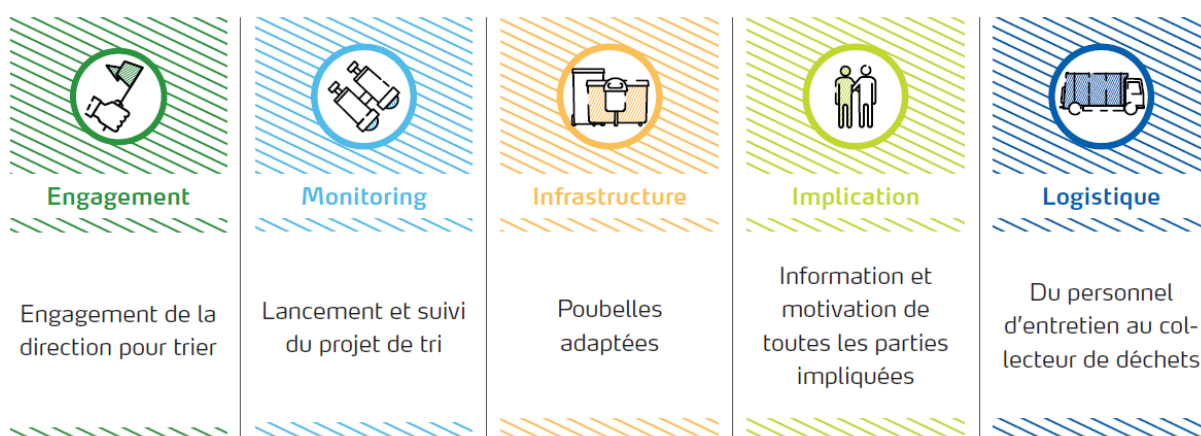 Engagement
Engagement de la
direction pour trier
Monitoring
Lancement et suivi
du projet de tri
Infrastructure
Poubelles
adaptées
Implication
Information et
motivation de
toutes les parties
impliquées
Logistique
Du personnel
d'entretien au col-
lecteur de déchets